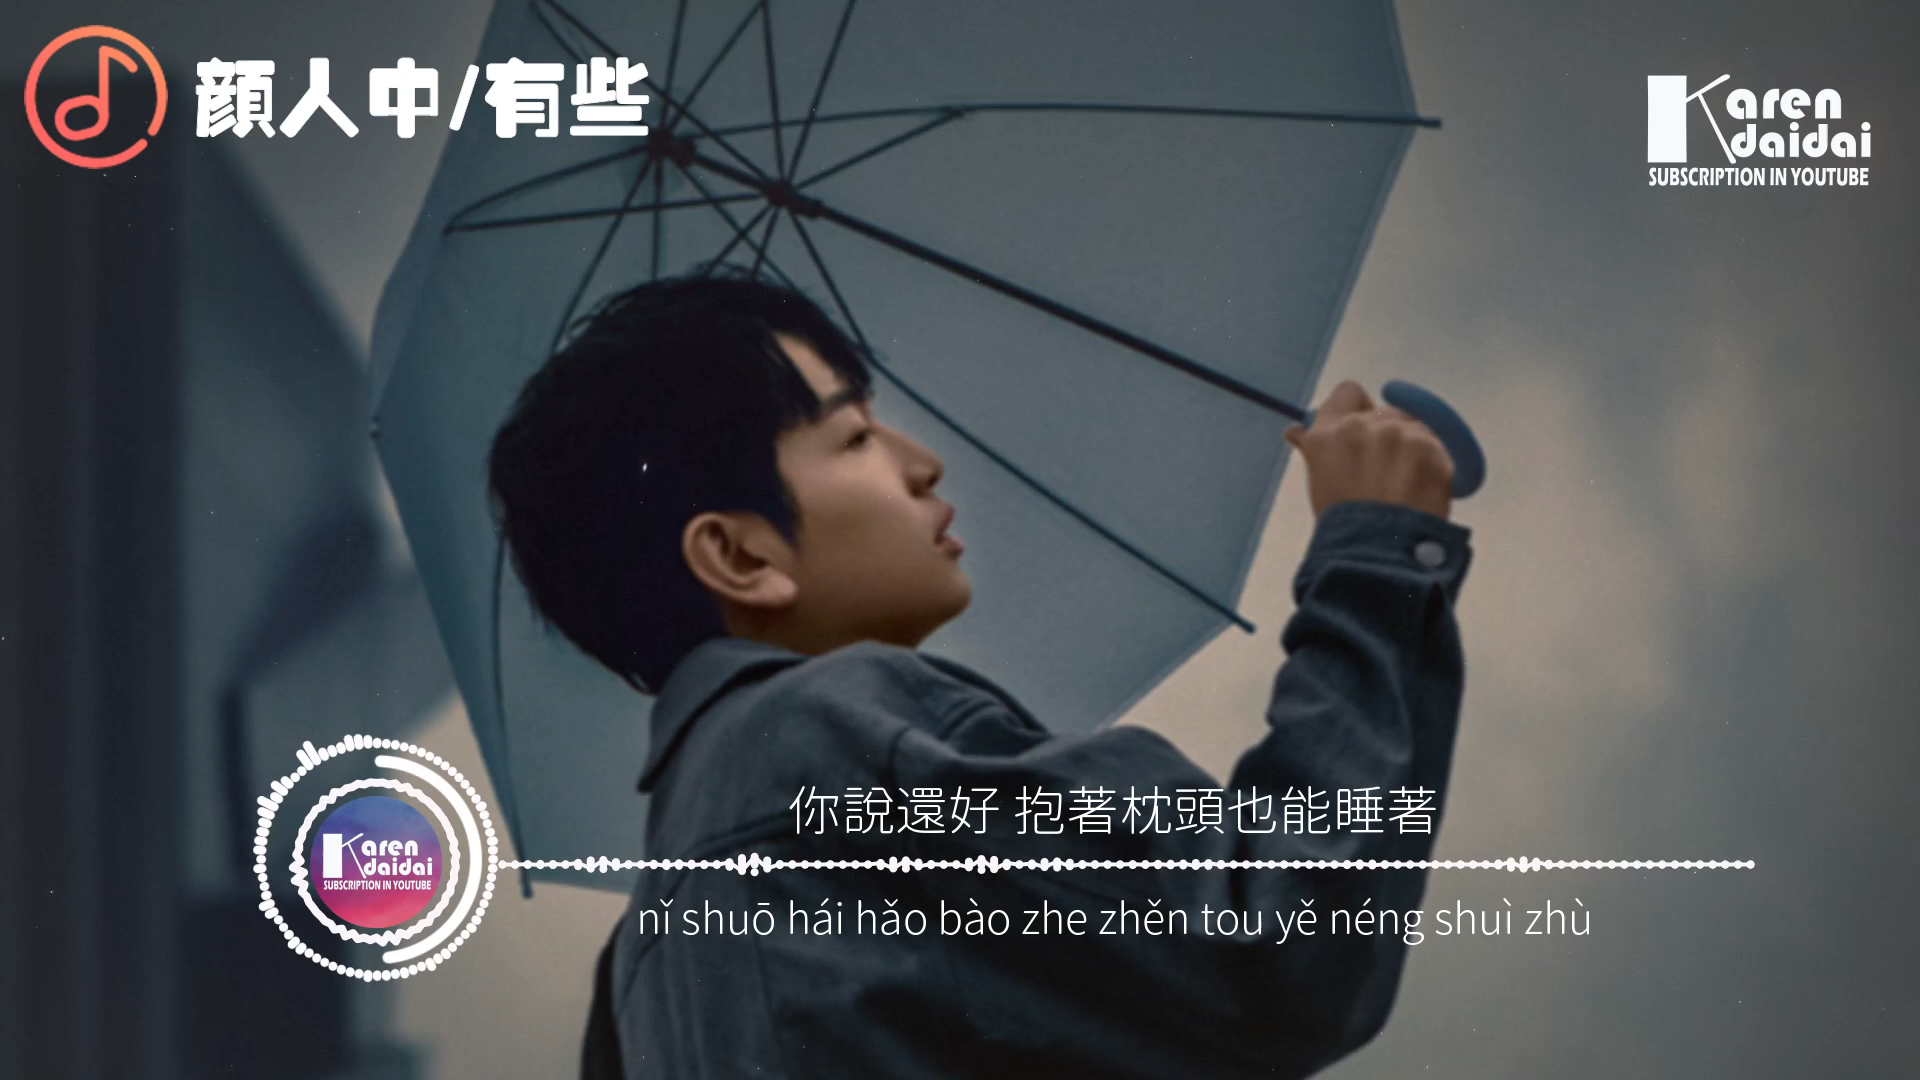 顔人中/有些
Karen
daidai
SUBSCRIPTION IN YOUTUBE
你說還好 抱著枕頭也能睡著
Karen
daidai
SUBSCRIPTION IN YOUTUBE
nǐ shuō hái hǎo bào zhe zhěn tou yě néng shuì zhù